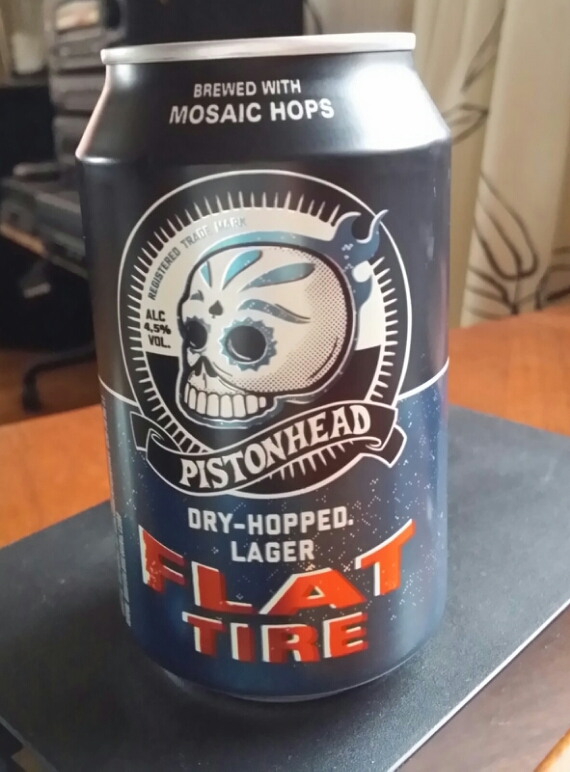 BREWED WITH
MOSAIC HOPS
REGISTERED TRADE MARK
ALC
4,5%
VOL.
PISTONHEAD
DRY-HOPPED.
LAGER
FLAT
TIRE